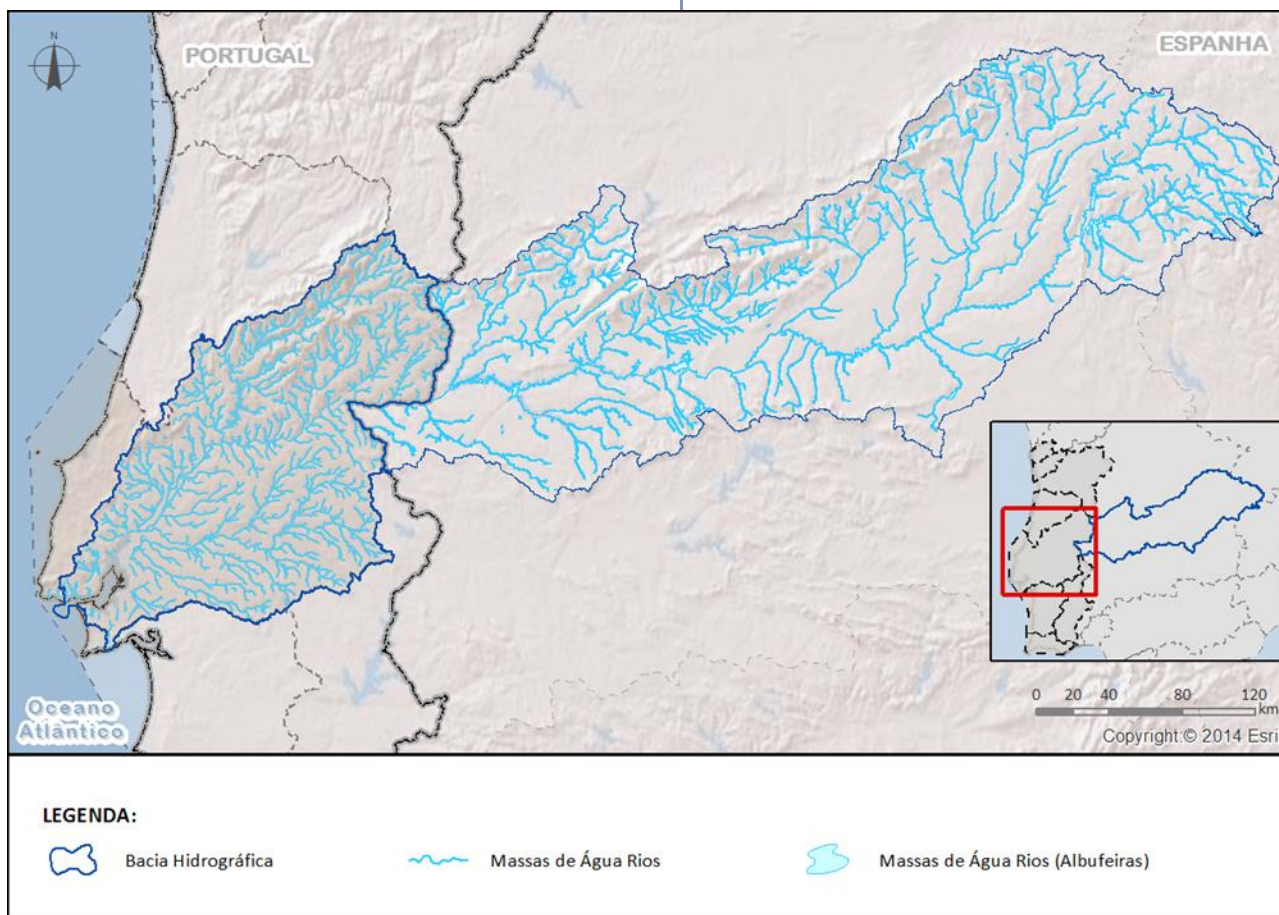 N
PORTUGAL
ESPANHA
Oceano
Atlântico
0 20 40 80 120
km
Copyright:© 2014 Esri
LEGENDA:
Bacia Hidrográfica
Massas de Água Rios
Massas de Água Rios (Albufeiras)